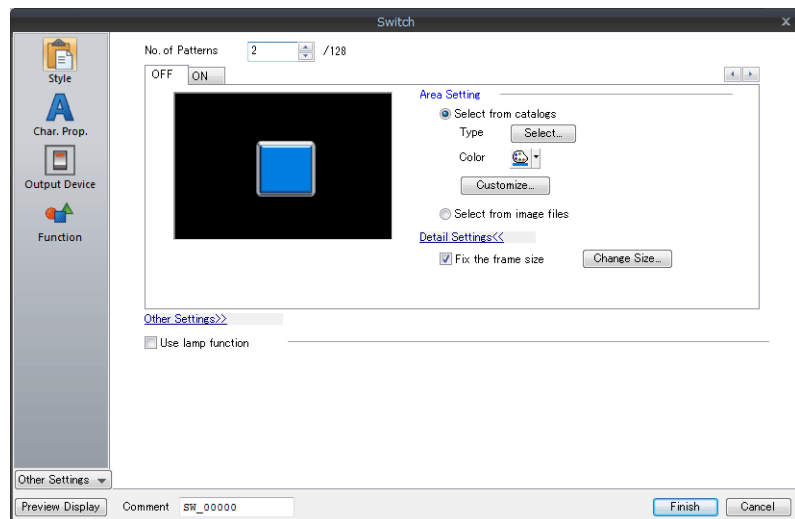 Switch
x
Style
Char. Prop.
Output Device
Function
No. of Patterns 2 /128
OFF ON
Area Setting
Select from catalogs
Type Select...
Color
Customize...
Select from image files
Detail Settings<<
Fix the frame size Change Size...
Other Settings>>
Use lamp function
Other Settings
Preview Display Comment SW_00000 Finish Cancel